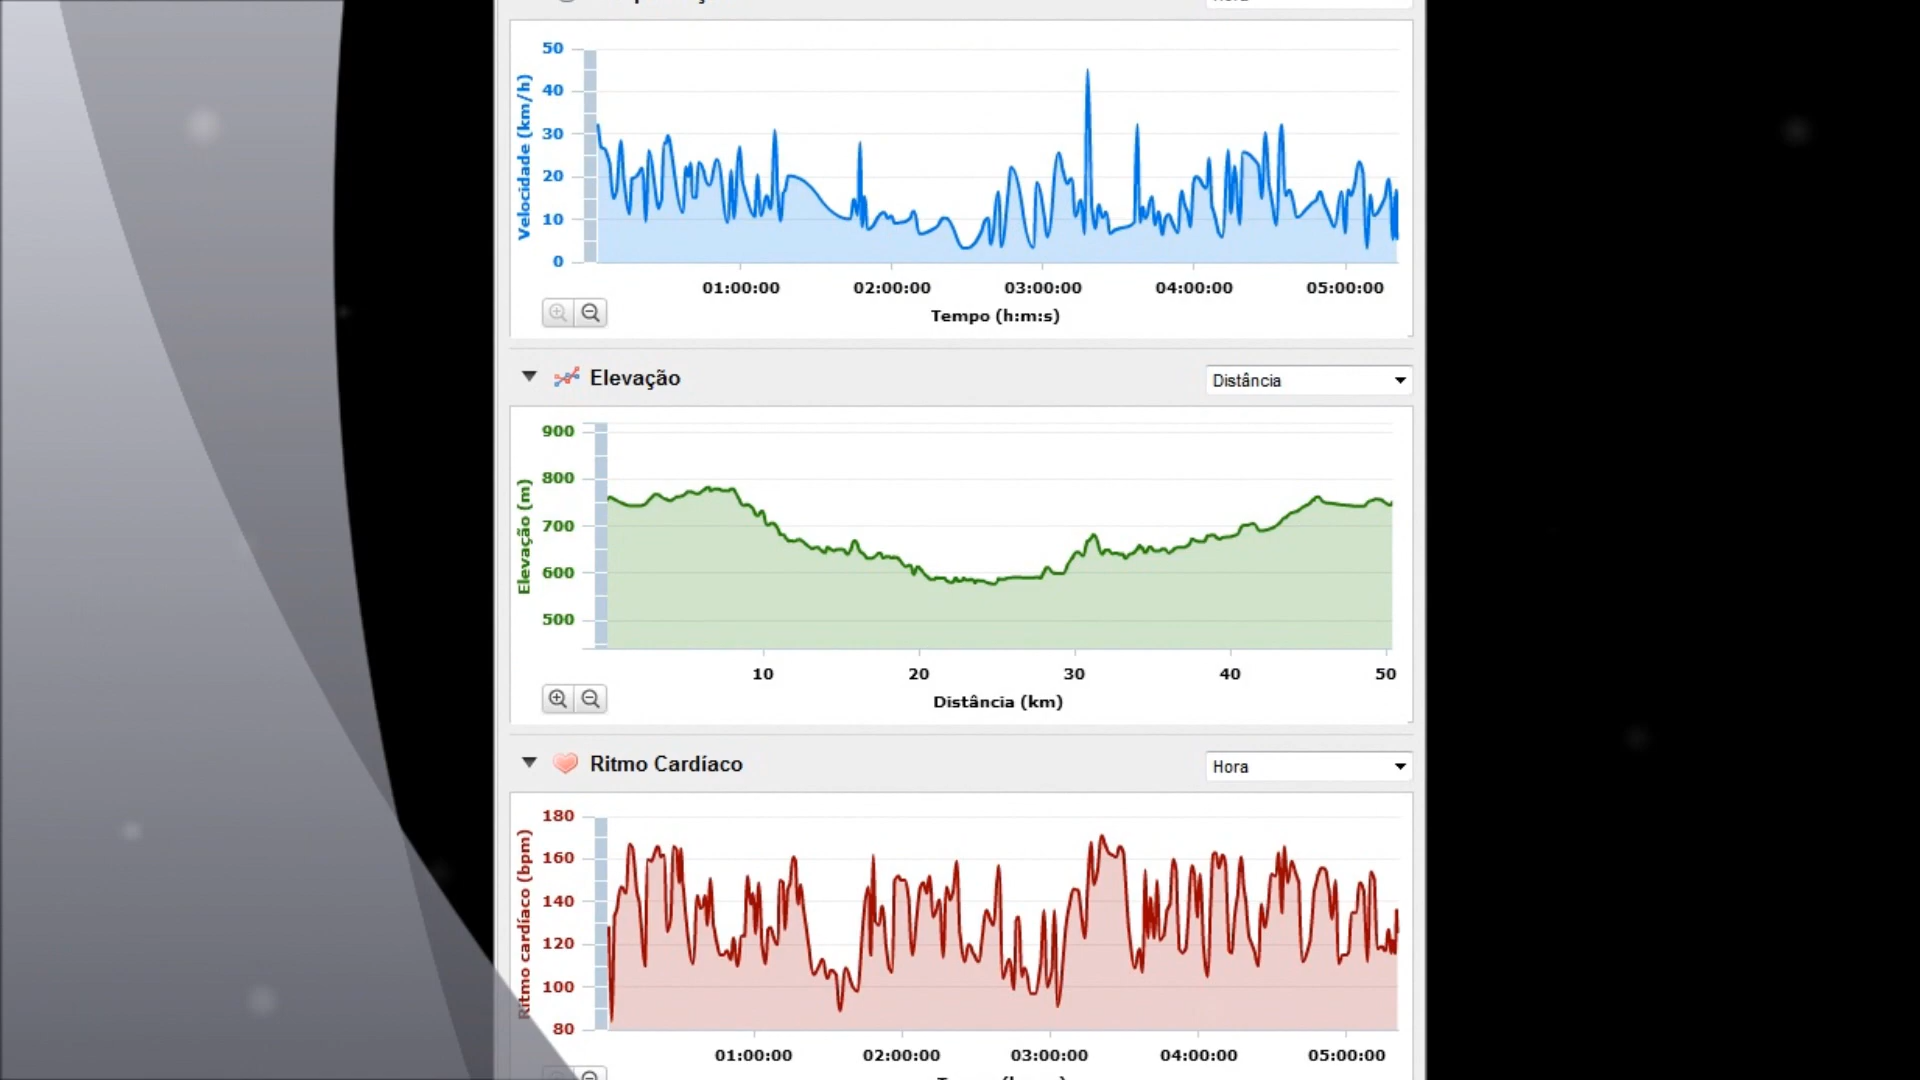 50
40
30
20
10
0
Velocidade (km/h)
01:00:00 02:00:00 03:00:00 04:00:00 05:00:00
Tempo (h:m:s)
Elevação
Distância
900
800
700
600
500
Elevação (m)
10 20 30 40 50
Distância (km)
Ritmo Cardíaco
Hora
180
160
140
120
100
80
Ritmo cardíaco (bpm)
01:00:00 02:00:00 03:00:00 04:00:00 05:00:00